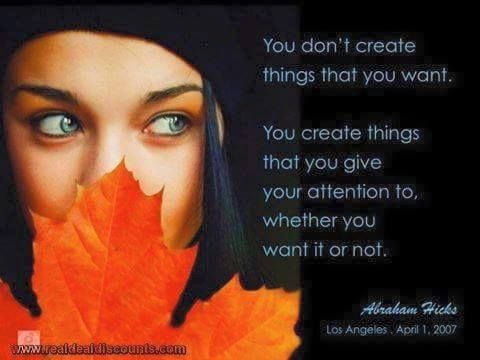 You don't create
things that you want.
You create things
that you give
your attention to,
whether you
want it or not.
Abraham Hicks
Los Angeles . April 1, 2007
www.realdealdiscounts.com